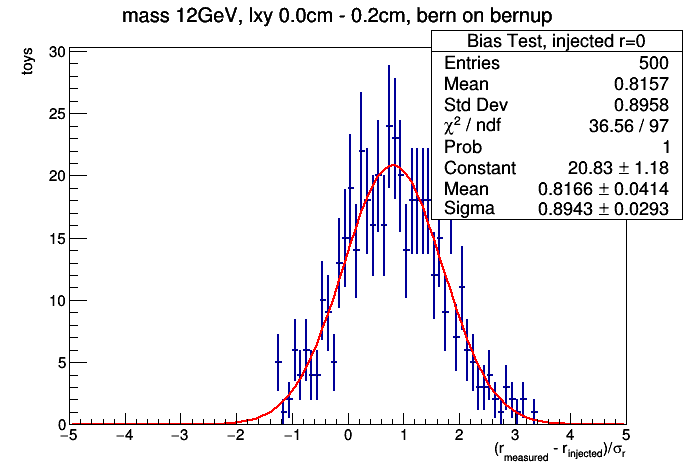 mass 12GeV, lxy 0.0cm - 0.2cm, bern on bernup
Bias Test, injected r=0
Entries 500
Mean 0.8157
Std Dev 0.8958
χ² / ndf 36.56 / 97
Prob 1
Constant 20.83 ± 1.18
Mean 0.8166 ± 0.0414
Sigma 0.8943 ± 0.0293
toys
30
25
20
15
10
5
0
−5 −4 −3 −2 −1 0 1 2 3 4 5
(r_measured - r_injected)/σ_r